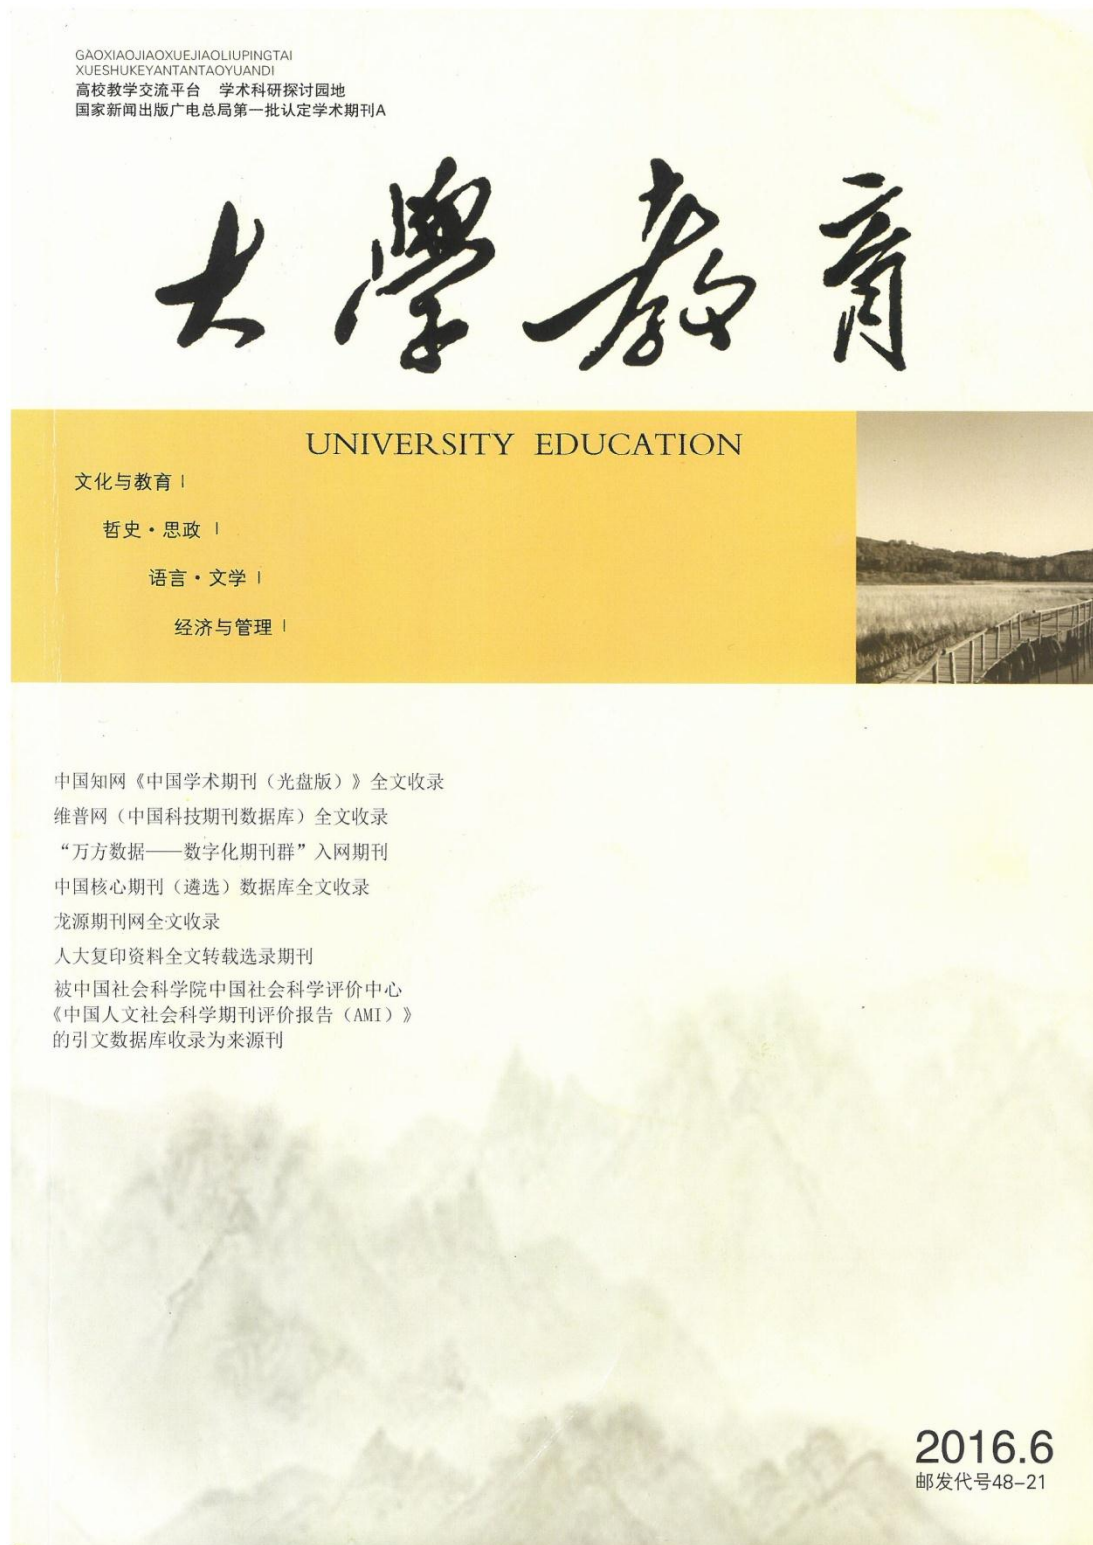 GAOXIAOJIAOXUEJIAOLIUPINGTAI
XUESHUKEYANTANTAOYUANDI
高校教学交流平台 学术科研探讨园地
国家新闻出版广电总局第一批认定学术期刊A
大學教育
UNIVERSITY EDUCATION
文化与教育 |
哲史·思政 |
语言·文学 |
经济与管理 |
中国知网《中国学术期刊（光盘版）》全文收录
维普网（中国科技期刊数据库）全文收录
“万方数据——数字化期刊群”入网期刊
中国核心期刊（遴选）数据库全文收录
龙源期刊网全文收录
人大复印资料全文转载选录期刊
被中国社会科学院中国社会科学评价中心
《中国人文社会科学期刊评价报告（AMI）》
的引文数据库收录为来源刊
2016.6
邮发代号48-21